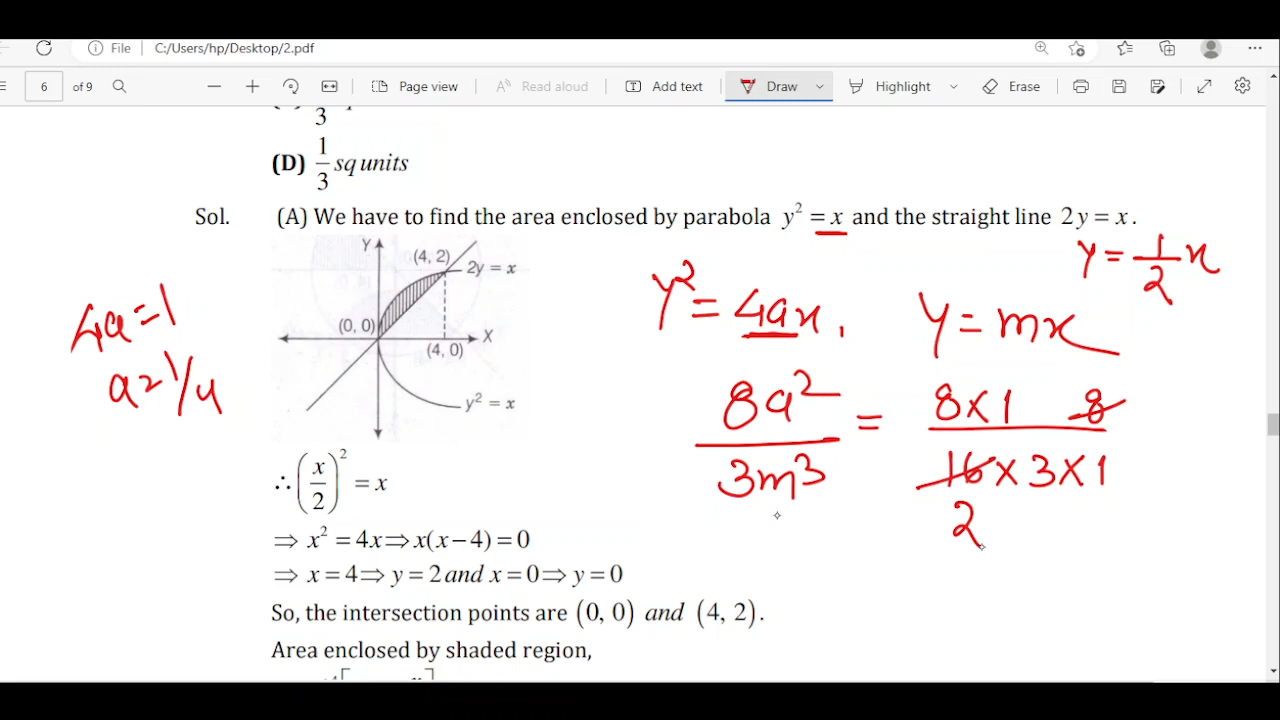 File C:/Users/hp/Desktop/2.pdf
6 of 9 Page view Read aloud Add text Draw Highlight Erase
3
(D) 1/3 sq units
Sol. (A) We have to find the area enclosed by parabola y² = x and the straight line 2y = x.
y = 1/2 x
Y
(4, 2)
2y = x
(0, 0)
X
(4, 0)
y² = x
4a = 1
a = 1/4
y² = 4ax, y = mx
8a²/3m³ = 8×1 8/16×3×1
2
∴ (x/2)² = x
⇒ x² = 4x ⇒ x(x−4) = 0
⇒ x = 4 ⇒ y = 2 and x = 0 ⇒ y = 0
So, the intersection points are (0, 0) and (4, 2).
Area enclosed by shaded region,